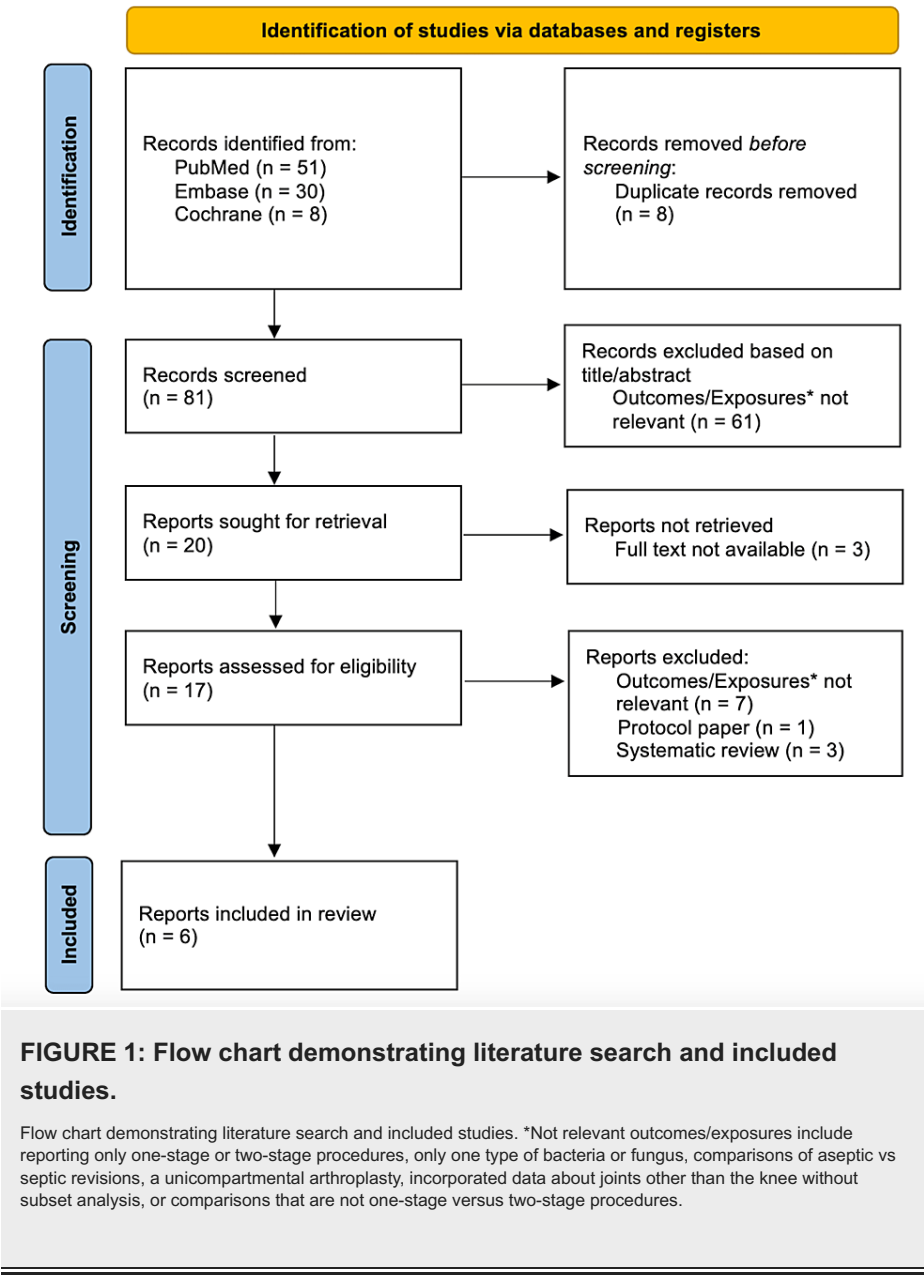 Identification of studies via databases and registers
Identification
Records identified from:
PubMed (n = 51)
Embase (n = 30)
Cochrane (n = 8)
Records removed before
screening:
Duplicate records removed
(n = 8)
Screening
Records screened
(n = 81)
Records excluded based on
title/abstract
Outcomes/Exposures* not
relevant (n = 61)
Reports sought for retrieval
(n = 20)
Reports not retrieved
Full text not available (n = 3)
Reports assessed for eligibility
(n = 17)
Reports excluded:
Outcomes/Exposures* not
relevant (n = 7)
Protocol paper (n = 1)
Systematic review (n = 3)
Included
Reports included in review
(n = 6)
FIGURE 1: Flow chart demonstrating literature search and included
studies.
Flow chart demonstrating literature search and included studies. *Not relevant outcomes/exposures include
reporting only one-stage or two-stage procedures, only one type of bacteria or fungus, comparisons of aseptic vs
septic revisions, a unicompartmental arthroplasty, incorporated data about joints other than the knee without
subset analysis, or comparisons that are not one-stage versus two-stage procedures.